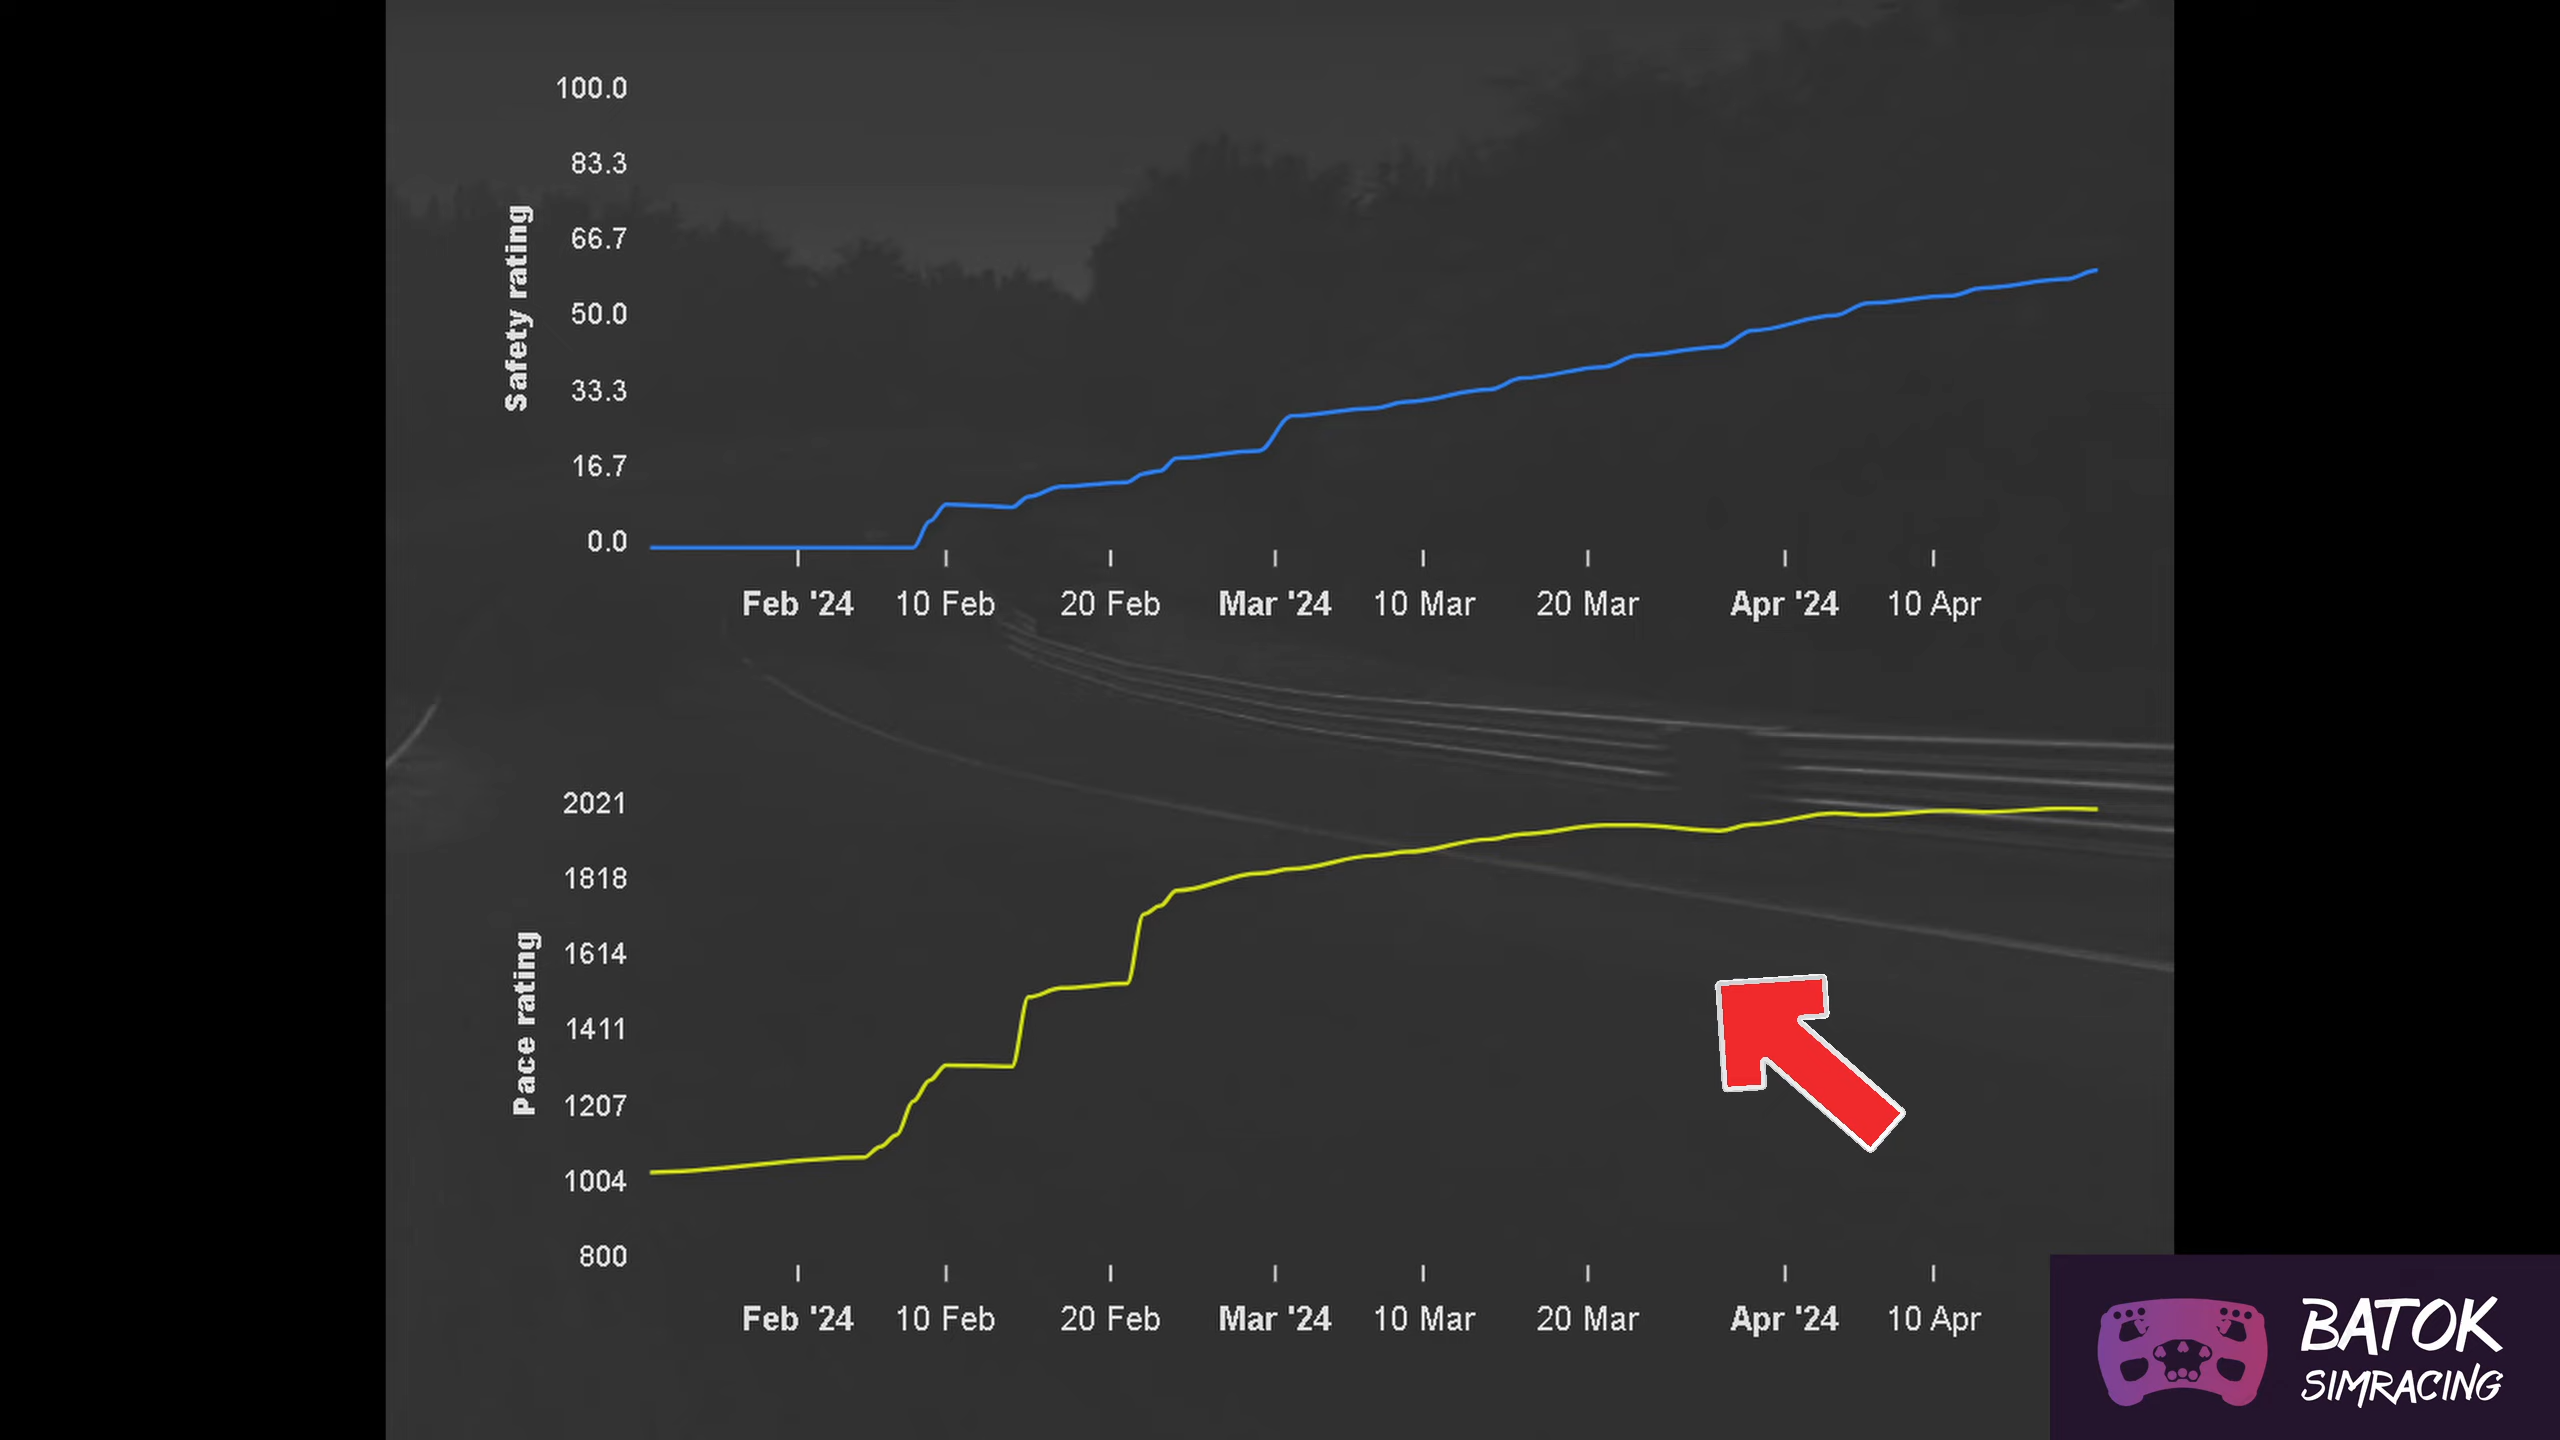 100.0
83.3
66.7
50.0
33.3
16.7
0.0
Safety rating
Feb '24 10 Feb 20 Feb Mar '24 10 Mar 20 Mar Apr '24 10 Apr
2021
1818
1614
1411
1207
1004
800
Pace rating
Feb '24 10 Feb 20 Feb Mar '24 10 Mar 20 Mar Apr '24 10 Apr
BATOK
SIMRACING